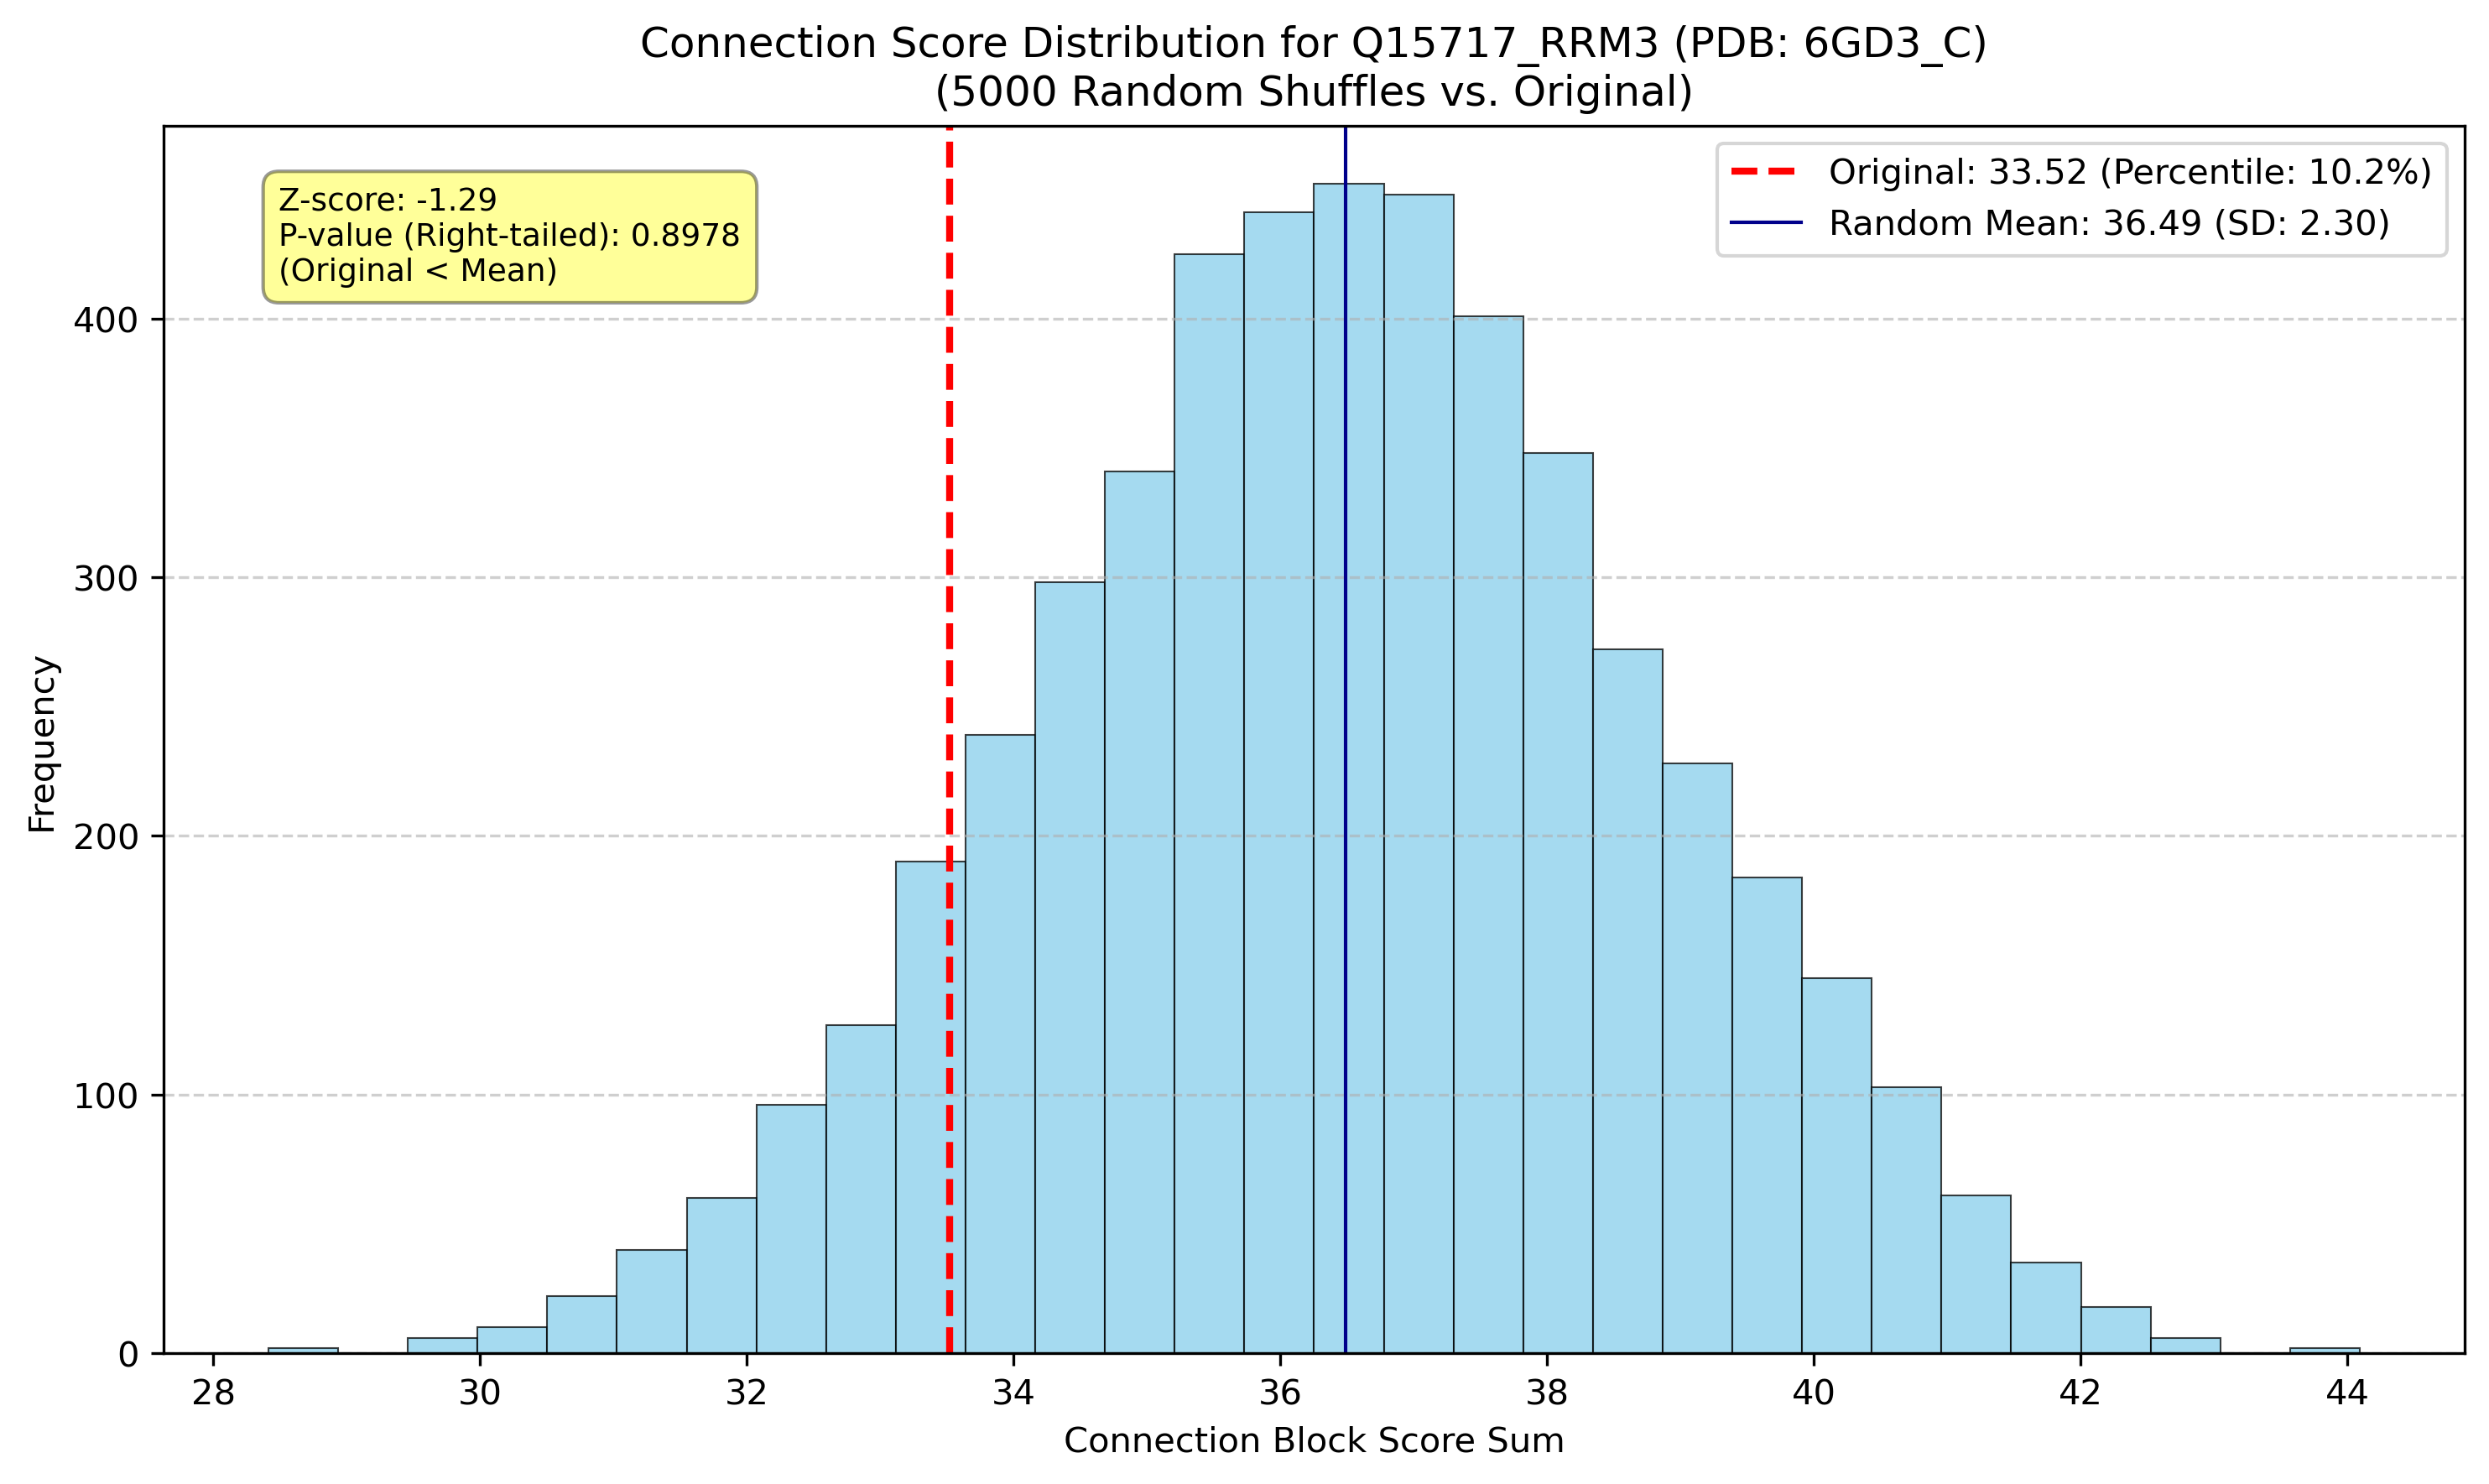 Connection Score Distribution for Q15717_RRM3 (PDB: 6GD3_C)
(5000 Random Shuffles vs. Original)
Z-score: -1.29
P-value (Right-tailed): 0.8978
(Original < Mean)
Original: 33.52 (Percentile: 10.2%)
Random Mean: 36.49 (SD: 2.30)
Frequency
400
300
200
100
0
28 30 32 34 36 38 40 42 44
Connection Block Score Sum